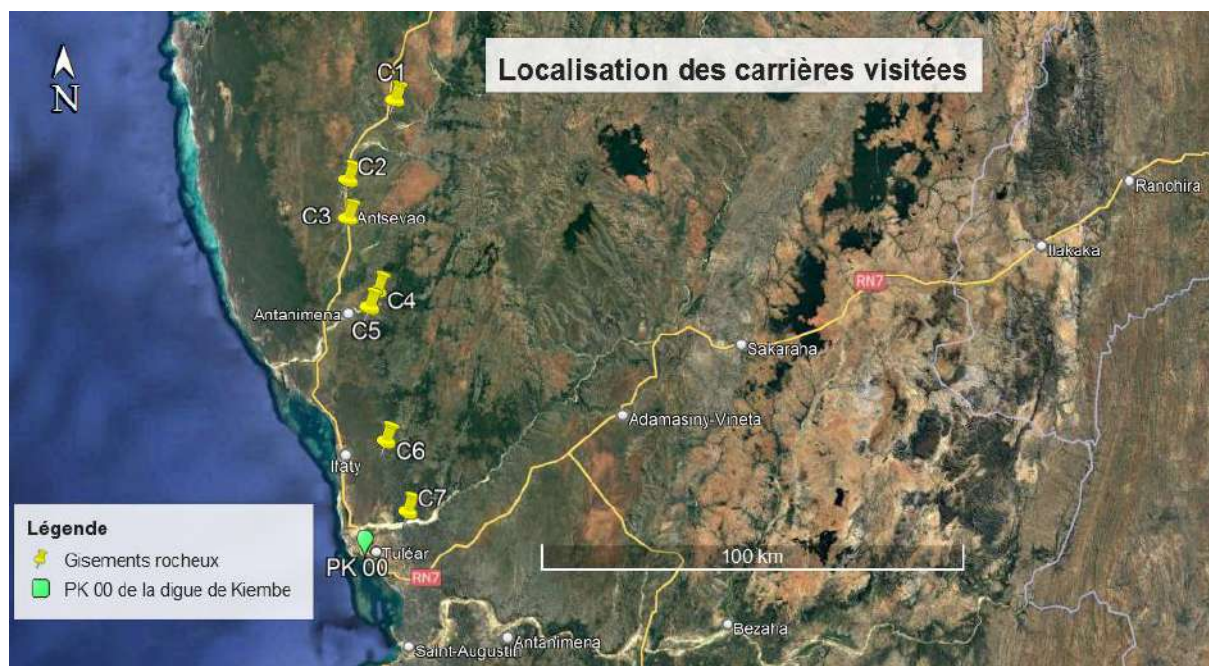 Localisation des carrières visitées
N
C1
C2
C3
Antsevao
Ranohira
Ilakaka
RN7
C4
Antanimena
C5
Sakaraha
Adamasiny-Vineta
C6
Ifaty
C7
Légende
Gisements rocheux
PK 00 de la digue de Kiembe
Tuléar
PK 00
RN7
100 km
Bezaha
Antanimena
Saint-Augustin